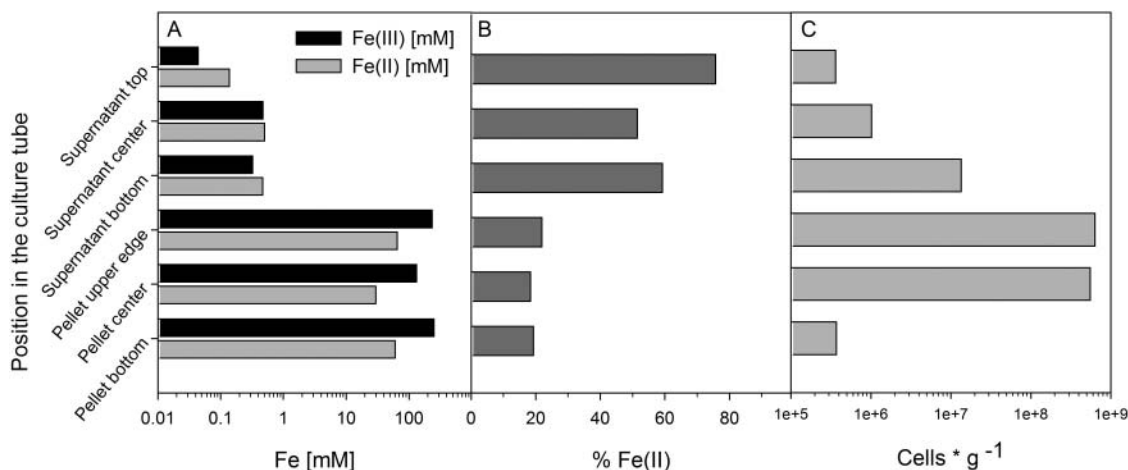 A
Fe(III) [mM]
Fe(II) [mM]
B
C
Position in the culture tube
Supernatant top
Supernatant center
Supernatant bottom
Pellet upper edge
Pellet center
Pellet bottom
0.01 0.1 1 10 100
0 20 40 60 80
1e+5 1e+6 1e+7 1e+8 1e+9
Fe [mM]
% Fe(II)
Cells * g -1